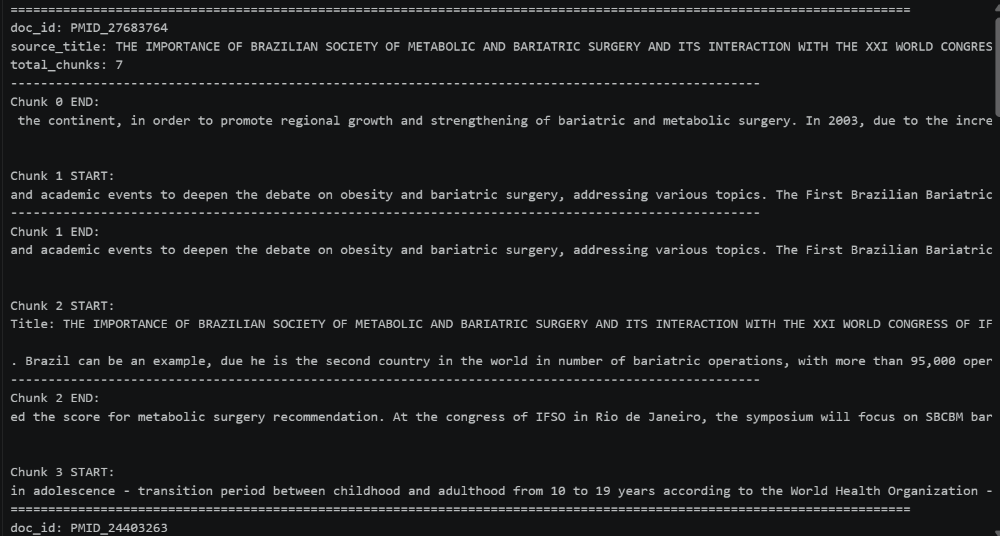 ========================================================================================================================
doc_id: PMID_27683764
source_title: THE IMPORTANCE OF BRAZILIAN SOCIETY OF METABOLIC AND BARIATRIC SURGERY AND ITS INTERACTION WITH THE XXI WORLD CONGRES
total_chunks: 7
----------------------------------------------------------------------------------------------------
Chunk 0 END:
the continent, in order to promote regional growth and strengthening of bariatric and metabolic surgery. In 2003, due to the incre
Chunk 1 START:
and academic events to deepen the debate on obesity and bariatric surgery, addressing various topics. The First Brazilian Bariatric
----------------------------------------------------------------------------------------------------
Chunk 1 END:
and academic events to deepen the debate on obesity and bariatric surgery, addressing various topics. The First Brazilian Bariatric
Chunk 2 START:
Title: THE IMPORTANCE OF BRAZILIAN SOCIETY OF METABOLIC AND BARIATRIC SURGERY AND ITS INTERACTION WITH THE XXI WORLD CONGRESS OF IF
. Brazil can be an example, due he is the second country in the world in number of bariatric operations, with more than 95,000 oper
----------------------------------------------------------------------------------------------------
Chunk 2 END:
ed the score for metabolic surgery recommendation. At the congress of IFSO in Rio de Janeiro, the symposium will focus on SBCBM bar
Chunk 3 START:
in adolescence - transition period between childhood and adulthood from 10 to 19 years according to the World Health Organization -
========================================================================================================================
doc_id: PMID_24403263